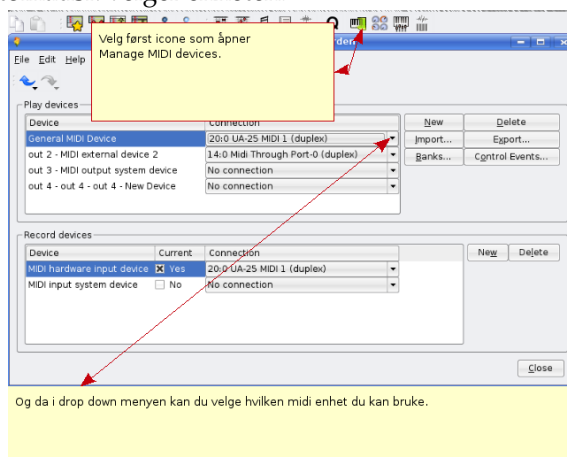 Velg først icone som åpner
Manage MIDI devices.
File Edit Help
Play devices
Device Connection
General MIDI Device 20:0 UA-25 MIDI 1 (duplex)
out 2 - MIDI external device 2 14:0 Midi Through Port-0 (duplex)
out 3 - MIDI output system device No connection
out 4 - out 4 - out 4 - New Device No connection
New Delete
Import... Export...
Banks... Control Events...
Record devices
Device Current Connection
MIDI hardware input device Yes 20:0 UA-25 MIDI 1 (duplex)
MIDI input system device No No connection
New Delete
Close
Og da i drop down menyen kan du velge hvilken midi enhet du kan bruke.